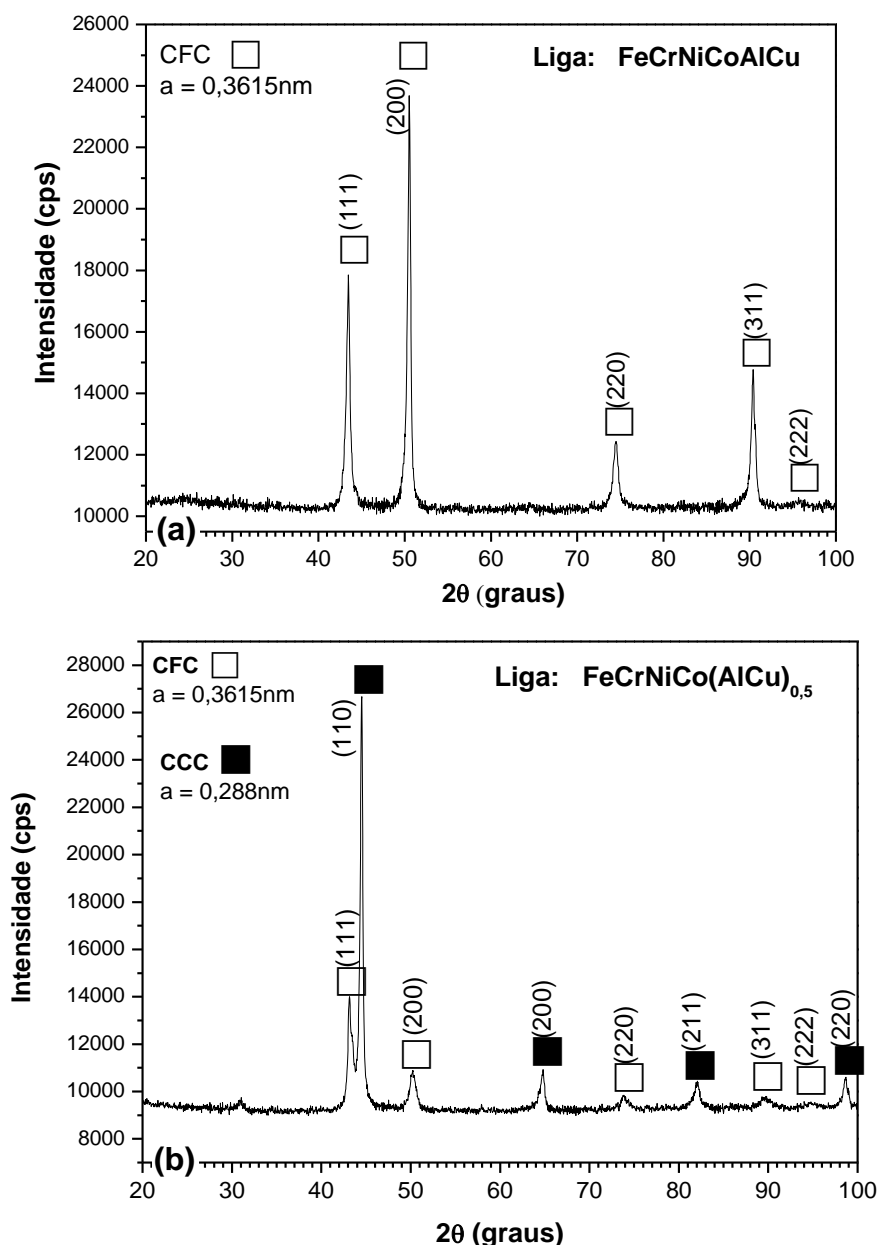 26000
24000
22000
20000
18000
16000
14000
12000
10000
Intensidade (cps)
CFC
a = 0,3615nm
Liga: FeCrNiCoAlCu
(111)
(200)
(220)
(311)
(222)
(a)
20 30 40 50 60 70 80 90 100
2θ (graus)
28000
26000
24000
22000
20000
18000
16000
14000
12000
10000
8000
Intensidade (cps)
CFC
a = 0,3615nm
CCC
a = 0,288nm
Liga: FeCrNiCo(AlCu)0,5
(111)
(110)
(200)
(200)
(220)
(211)
(311)
(222)
(220)
(b)
20 30 40 50 60 70 80 90 100
2θ (graus)